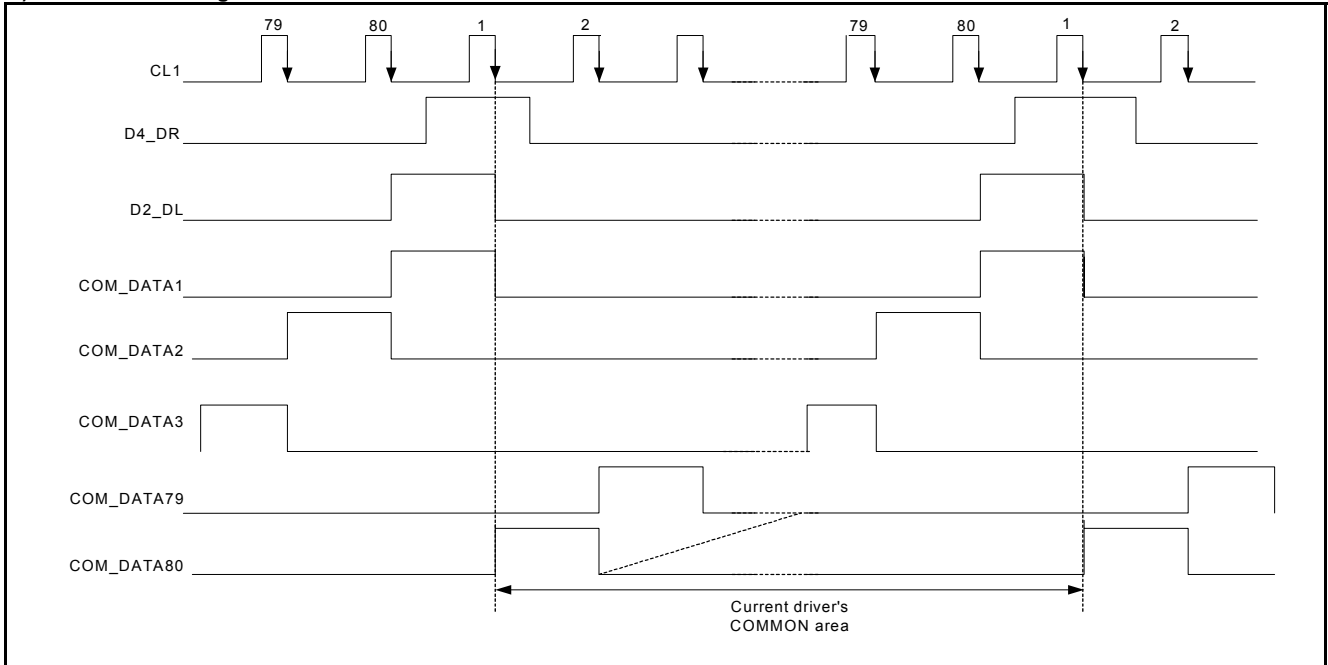 79 80 1 2 79 80 1 2
CL1
D4_DR
D2_DL
COM_DATA1
COM_DATA2
COM_DATA3
COM_DATA79
COM_DATA80
Current driver's
COMMON area